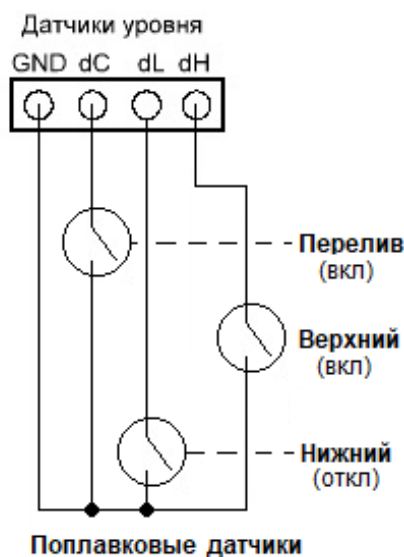 Датчики уровня
GND dC dL dH
Перелив
(вкл)
Верхний
(вкл)
Нижний
(откл)
Поплавковые датчики